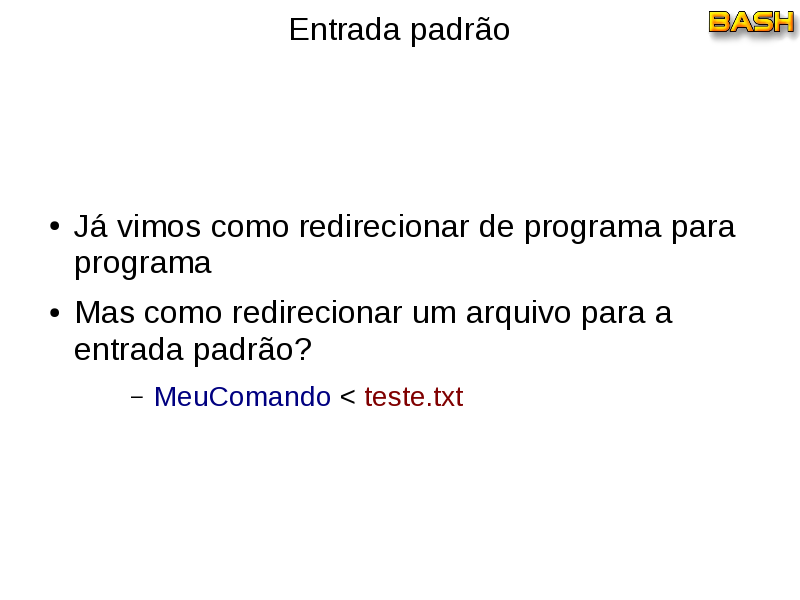 Entrada padrão
BASH
• Já vimos como redirecionar de programa para
programa
• Mas como redirecionar um arquivo para a
entrada padrão?
– MeuComando < teste.txt